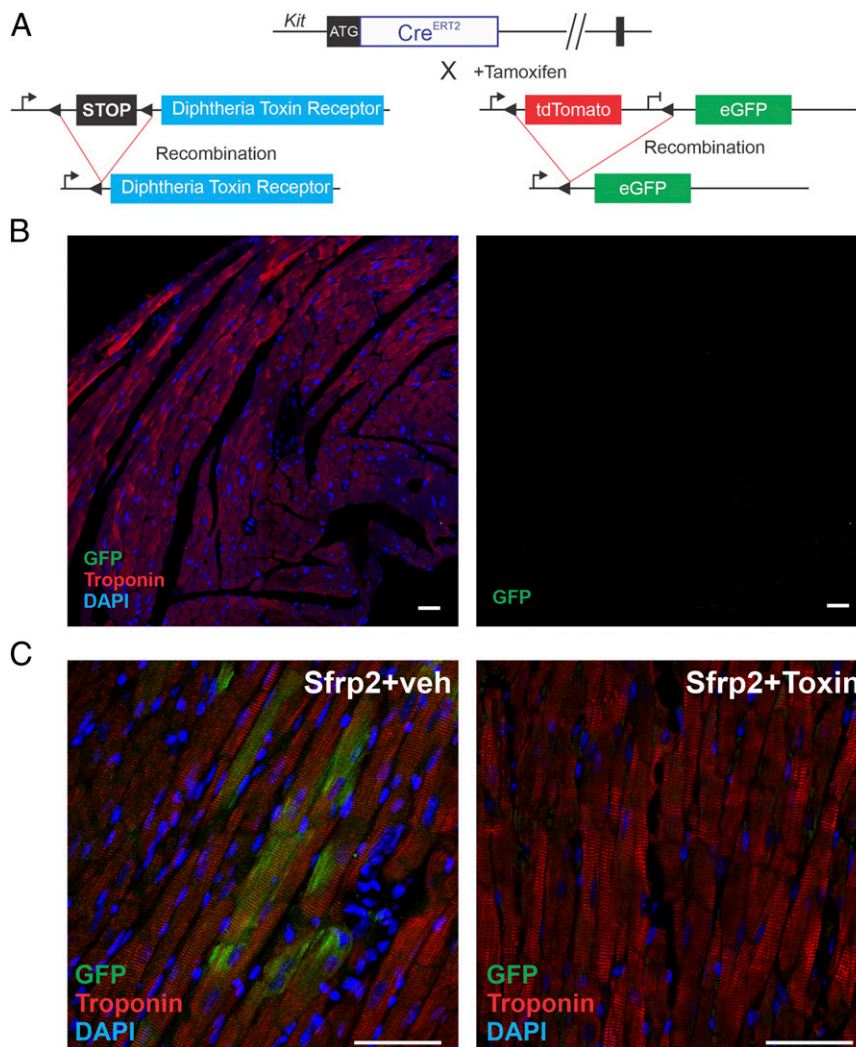 A
Kit
ATG
Cre^ERT2
X +Tamoxifen
STOP
Diphtheria Toxin Receptor
tdTomato
eGFP
Recombination
Recombination
Diphtheria Toxin Receptor
eGFP
B
GFP
Troponin
DAPI
GFP
C
Sfrp2+veh
Sfrp2+Toxin
GFP
Troponin
DAPI
GFP
Troponin
DAPI